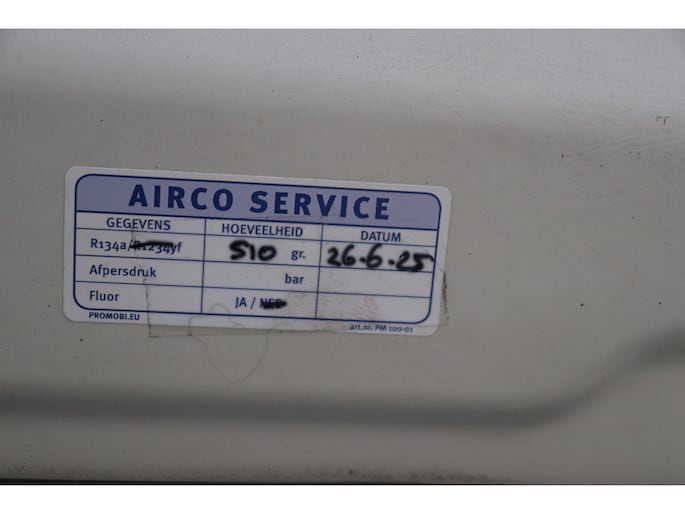 AIRCO SERVICE
GEGEVENS HOEVEELHEID DATUM
R134a/R1234yf 510 gr. 26-6-25
Afpersdruk bar
Fluor JA / NEE
PROMOBI.EU art.nr. PM 100-01